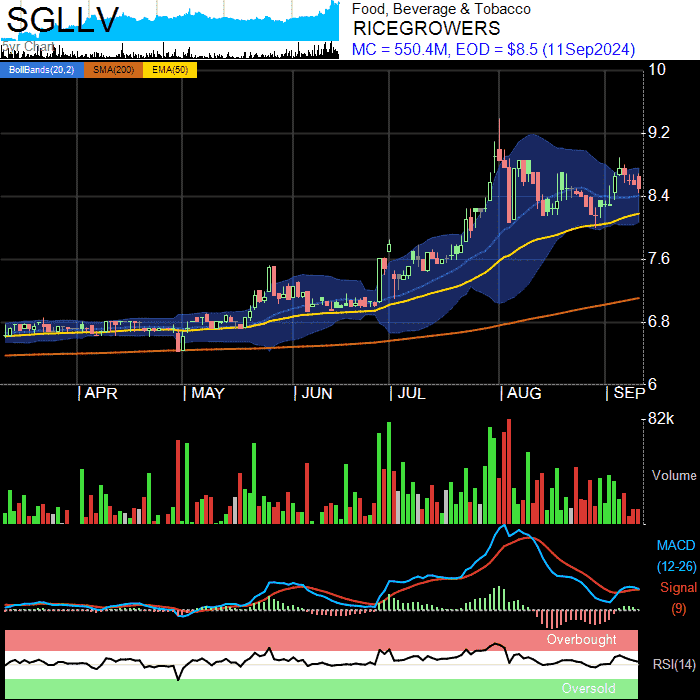 SGLLV
Food, Beverage & Tobacco
RICEGROWERS
MC = 550.4M, EOD = $8.5 (11Sep2024)
BollBands(20,2) SMA(200) EMA(50)
10
9.2
8.4
7.6
6.8
6
APR MAY JUN JUL AUG SEP
82k
Volume
MACD
(12-26)
Signal
(9)
Overbought
RSI(14)
Oversold